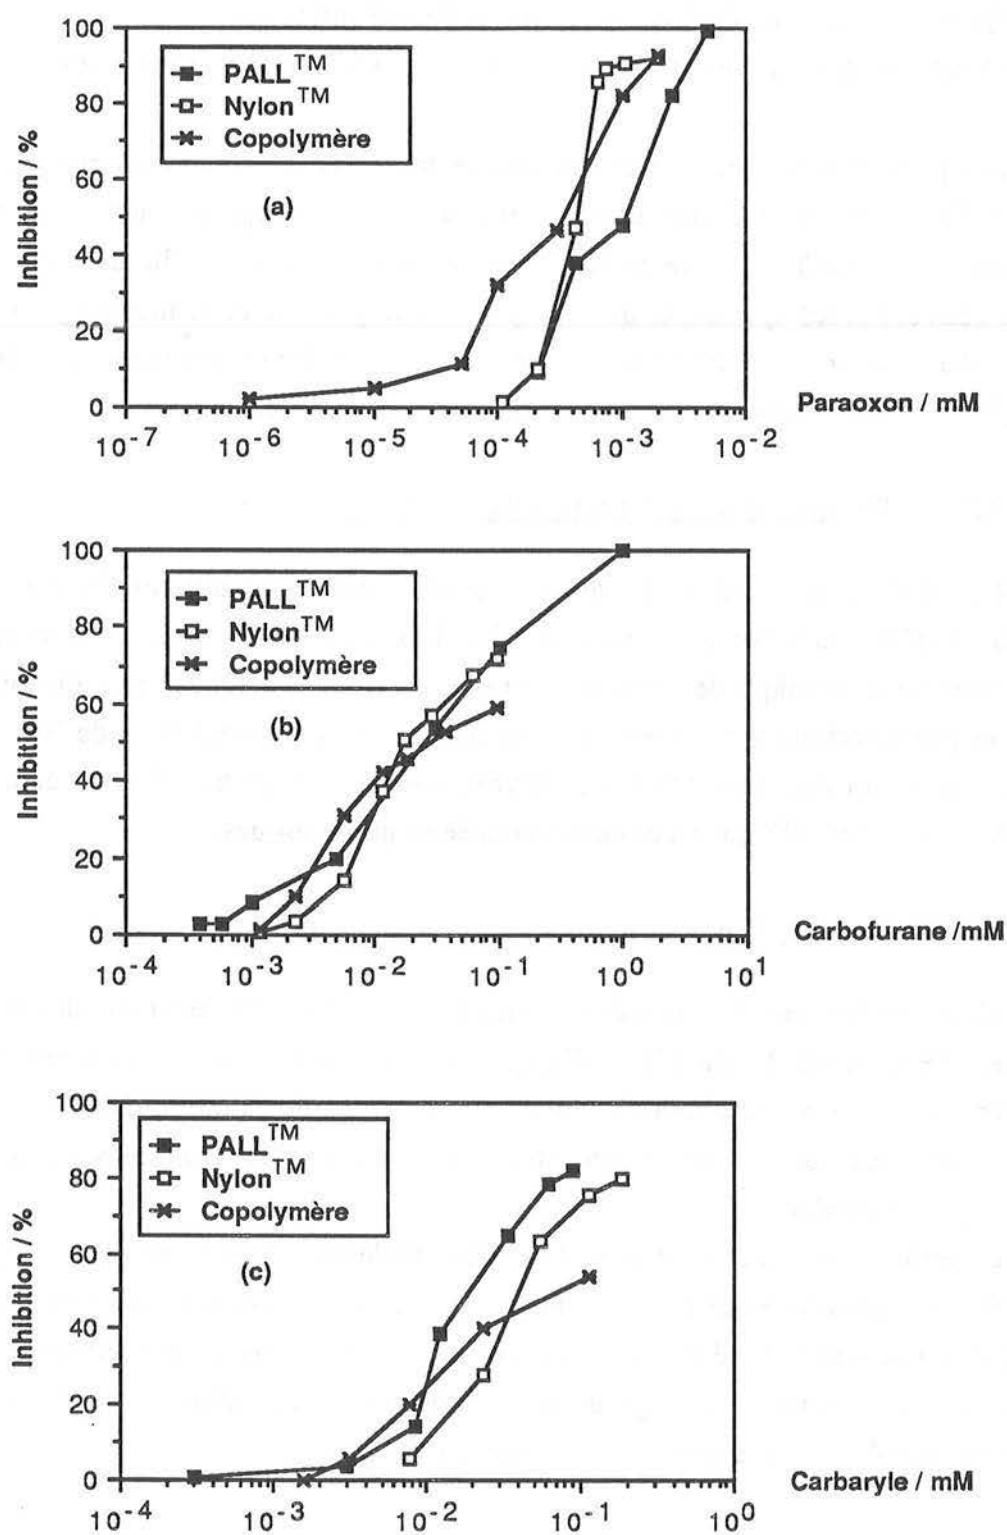 100
80
60
40
20
0
Inhibition / %
PALL™
Nylon™
Copolymère
(a)
10⁻⁷ 10⁻⁶ 10⁻⁵ 10⁻⁴ 10⁻³ 10⁻²
Paraoxon / mM
100
80
60
40
20
0
Inhibition / %
PALL™
Nylon™
Copolymère
(b)
10⁻⁴ 10⁻³ 10⁻² 10⁻¹ 10⁰ 10¹
Carbofurane /mM
100
80
60
40
20
0
Inhibition / %
PALL™
Nylon™
Copolymère
(c)
10⁻⁴ 10⁻³ 10⁻² 10⁻¹ 10⁰
Carbaryle / mM